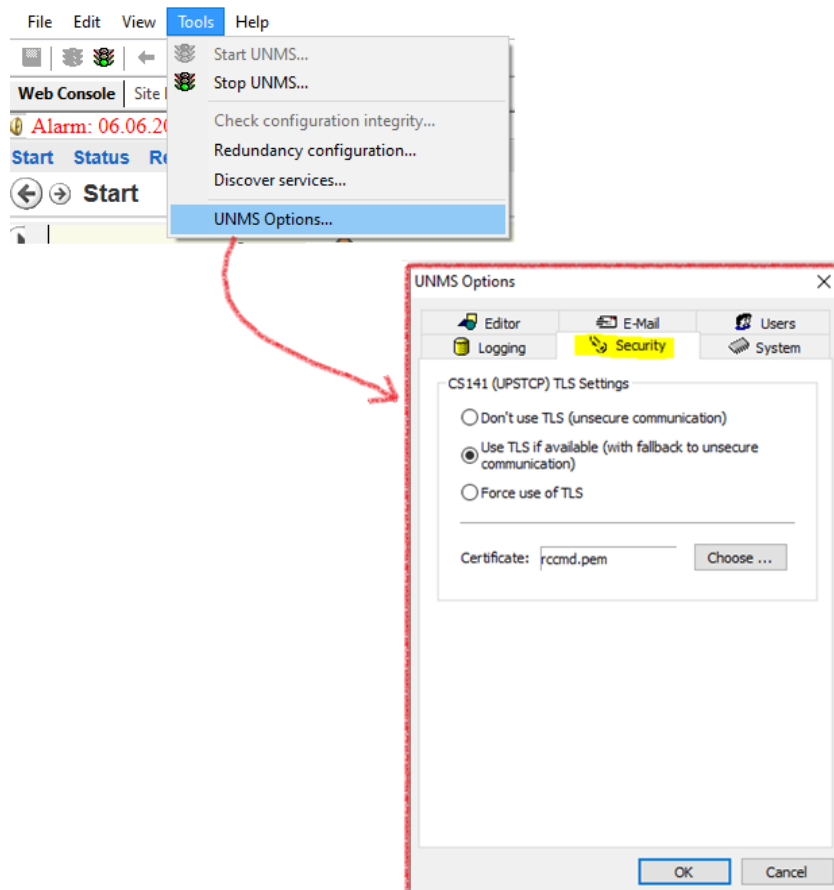 File Edit View Tools Help
Start UNMS...
Stop UNMS...
Web Console Site
Check configuration integrity...
Alarm: 06.06.20
Redundancy configuration...
Start Status Re
Discover services...
Start
UNMS Options...
UNMS Options
Editor E-Mail Users
Logging Security System
CS141 (UPSTCP) TLS Settings
Don't use TLS (unsecure communication)
Use TLS if available (with fallback to unsecure
communication)
Force use of TLS
Certificate: rccmd.pem Choose ...
OK Cancel